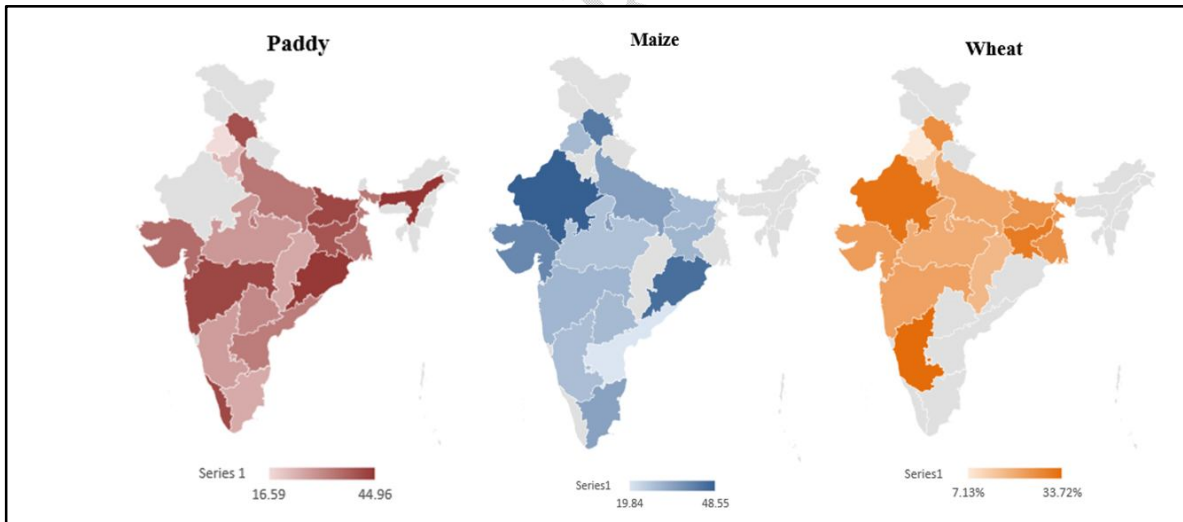 Paddy
Maize
Wheat
Series 1
16.59 44.96
Series1
19.84 48.55
Series1
7.13% 33.72%